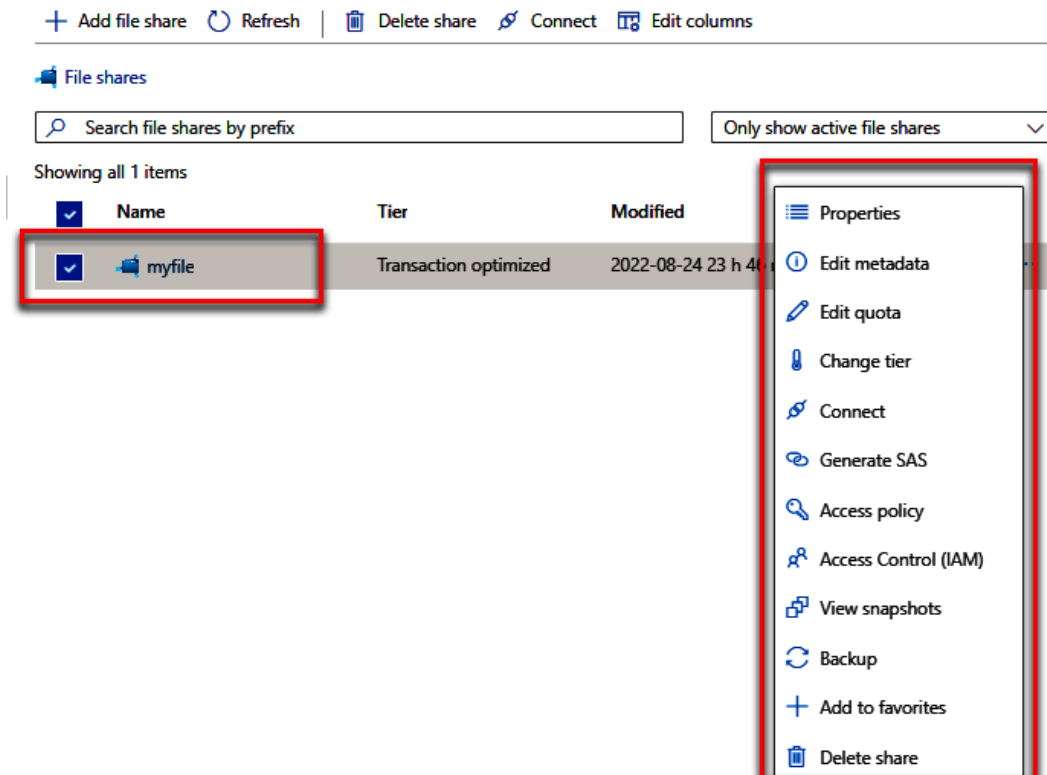 Add file share Refresh Delete share Connect Edit columns
File shares
Search file shares by prefix Only show active file shares
Showing all 1 items
Name Tier Modified
myfile Transaction optimized 2022-08-24 23 h 46
Properties
Edit metadata
Edit quota
Change tier
Connect
Generate SAS
Access policy
Access Control (IAM)
View snapshots
Backup
Add to favorites
Delete share